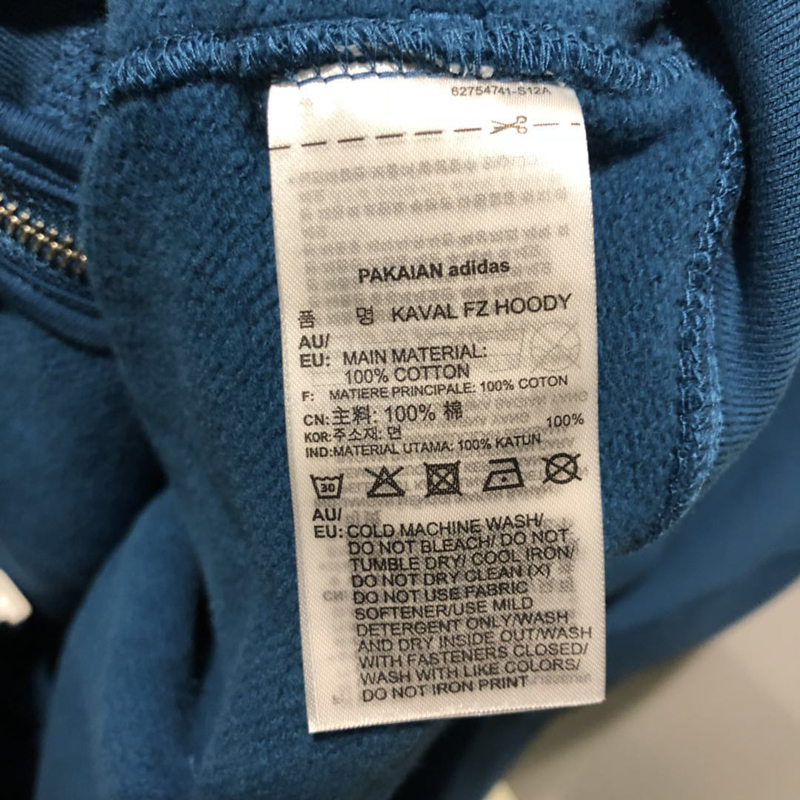 62754741-S12A
PAKAIAN adidas
품 명 KAVAL FZ HOODY
AU/
EU: MAIN MATERIAL:
100% COTTON
F: MATIERE PRINCIPALE: 100% COTON
CN:主料: 100% 棉
KOR:주소재: 면 100%
IND:MATERIAL UTAMA: 100% KATUN
30
AU/
EU: COLD MACHINE WASH/
DO NOT BLEACH/ DO NOT
TUMBLE DRY/ COOL IRON/
DO NOT DRY CLEAN (X)
DO NOT USE FABRIC
SOFTENER/USE MILD
DETERGENT ONLY/WASH
AND DRY INSIDE OUT/WASH
WITH FASTENERS CLOSED/
WASH WITH LIKE COLORS/
DO NOT IRON PRINT